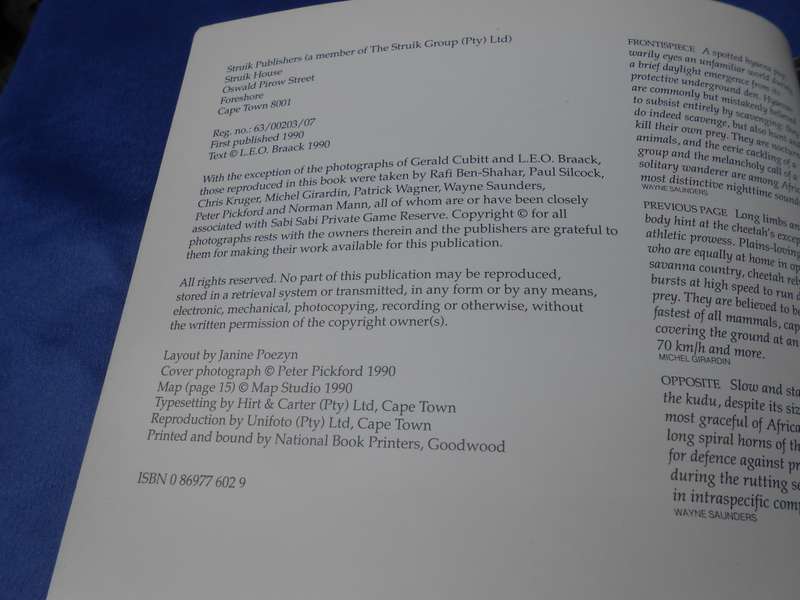 Struik Publishers (a member of The Struik Group (Pty) Ltd)
Struik House
Oswald Pirow Street
Foreshore
Cape Town 8001
Reg. no.: 63/00203/07
First published 1990
Text © L.E.O. Braack 1990
With the exception of the photographs of Gerald Cubitt and L.E.O. Braack,
those reproduced in this book were taken by Rafi Ben-Shahar, Paul Silcock,
Chris Kruger, Michel Girardin, Patrick Wagner, Wayne Saunders,
Peter Pickford and Norman Mann, all of whom are or have been closely
associated with Sabi Sabi Private Game Reserve. Copyright © for all
photographs rests with the owners therein and the publishers are grateful to
them for making their work available for this publication.
All rights reserved. No part of this publication may be reproduced,
stored in a retrieval system or transmitted, in any form or by any means,
electronic, mechanical, photocopying, recording or otherwise, without
the written permission of the copyright owner(s).
Layout by Janine Poezyn
Cover photograph © Peter Pickford 1990
Map (page 15) © Map Studio 1990
Typesetting by Hirt & Carter (Pty) Ltd, Cape Town
Reproduction by Unifoto (Pty) Ltd, Cape Town
Printed and bound by National Book Printers, Goodwood
ISBN 0 86977 602 9
FRONTISPIECE A spotted hyaena pup
warily eyes an unfamiliar world during
a brief daylight emergence from its
protective underground den. Hyaenas
are commonly but mistakenly believed
to subsist entirely by scavenging; they
do indeed scavenge, but also hunt and
kill their own prey. They are
animals, and the eerie cackling of a
group and the melancholy call of a
solitary wanderer are among
most distinctive nighttime
WAYNE SAUNDERS
PREVIOUS PAGE Long limbs
body hint at the cheetah's
athletic prowess. Plains-loving
who are equally at home in
savanna country, cheetah
bursts at high speed to run
prey. They are believed to
fastest of all mammals,
covering the ground at an
70 km/h and more.
MICHEL GIRARDIN
OPPOSITE Slow and
the kudu, despite its
most graceful of
long spiral horns of
for defence against
during the rutting
in intraspecific
WAYNE SAUNDERS